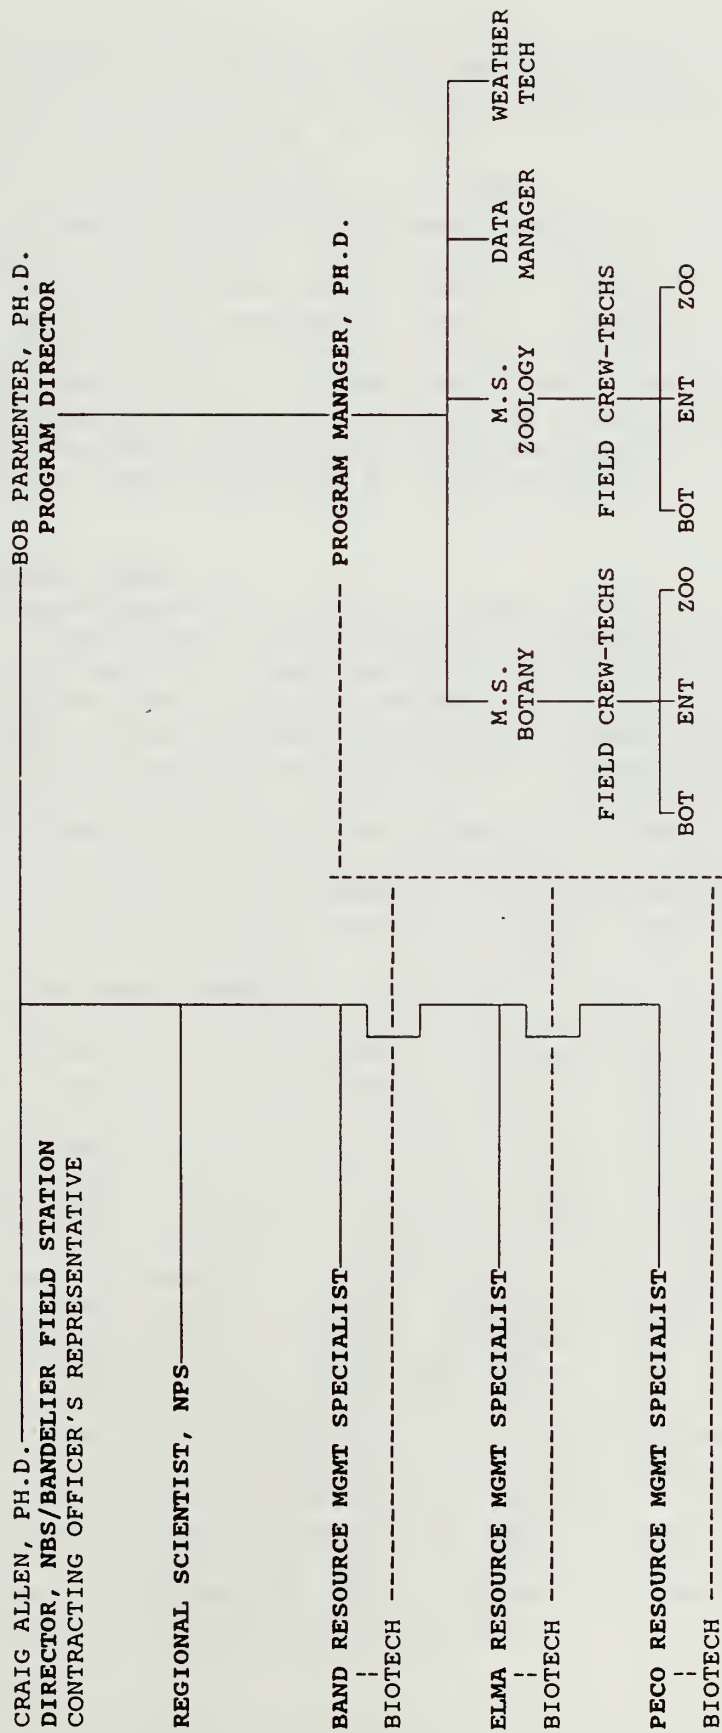 CRAIG ALLEN, PH.D.
DIRECTOR, NBS/BANDELIER FIELD STATION
CONTRACTING OFFICER'S REPRESENTATIVE
BOB PARMENTER, PH.D.
PROGRAM DIRECTOR
REGIONAL SCIENTIST, NPS
BAND RESOURCE MGMT SPECIALIST
BIOTECH
PROGRAM MANAGER, PH.D.
ELMA RESOURCE MGMT SPECIALIST
BIOTECH
M.S.
BOTANY
M.S.
ZOOLOGY
DATA
MANAGER
WEATHER
TECH
FIELD CREW-TECHS
FIELD CREW-TECHS
PECO RESOURCE MGMT SPECIALIST
BIOTECH
BOT ENT ZOO
BOT ENT ZOO